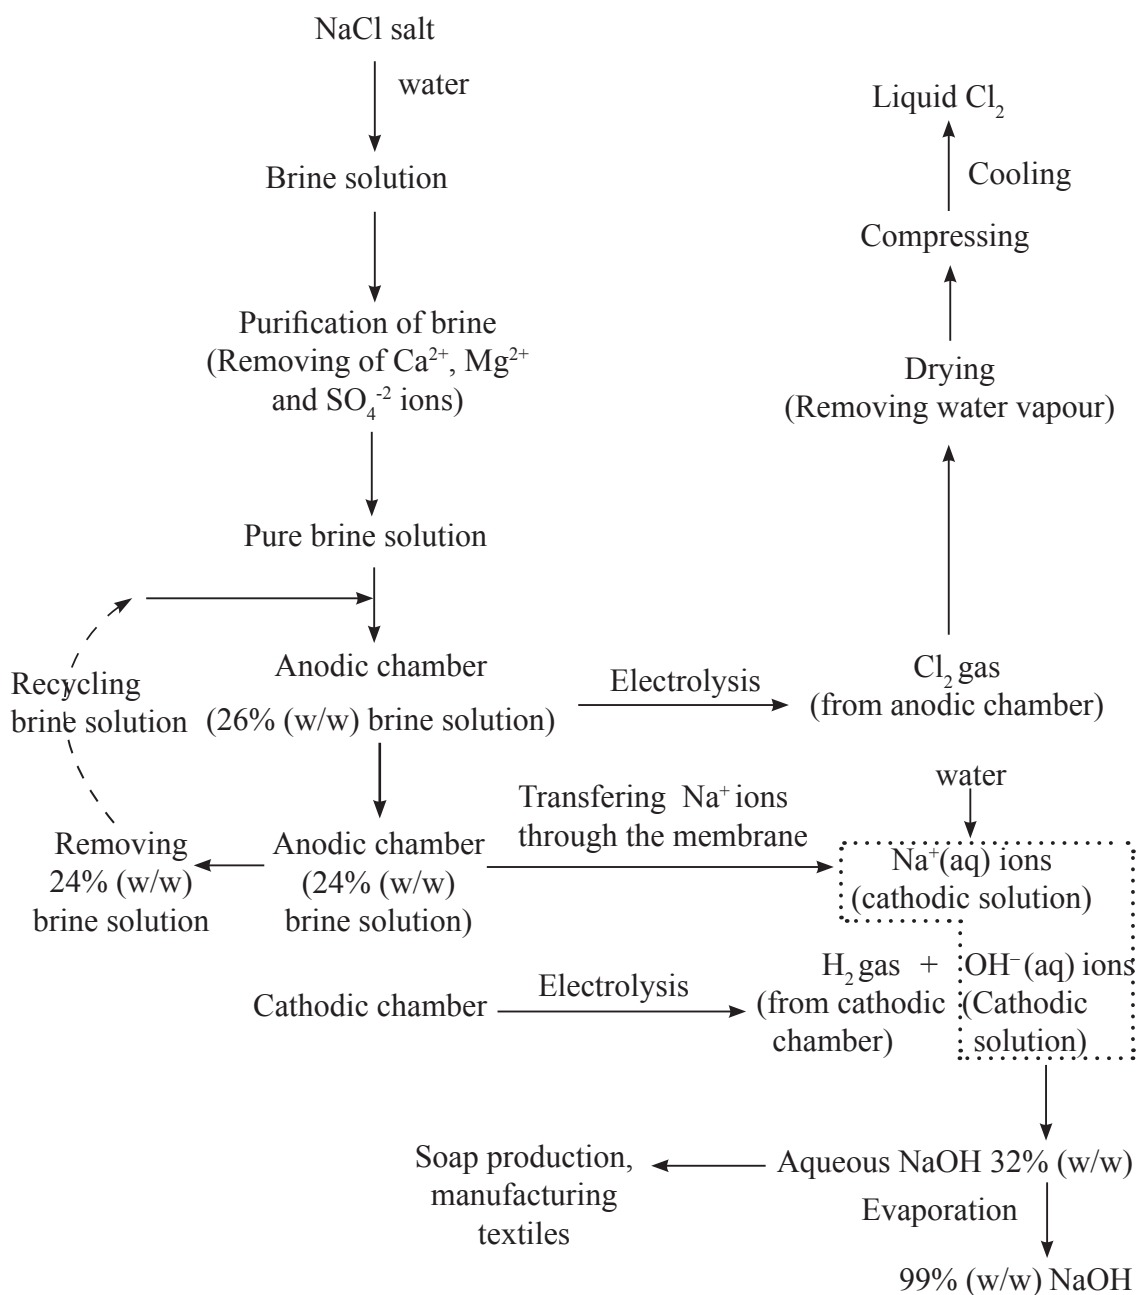 NaCl salt
water
Brine solution
Purification of brine
(Removing of Ca²⁺, Mg²⁺
and SO₄⁻² ions)
Pure brine solution
Recycling
brine solution
Anodic chamber
(26% (w/w) brine solution)
Electrolysis
Cl₂ gas
(from anodic chamber)
Drying
(Removing water vapour)
Compressing
Cooling
Liquid Cl₂
Removing
24% (w/w)
brine solution
Anodic chamber
(24% (w/w)
brine solution)
Transfering Na⁺ ions
through the membrane
water
Na⁺(aq) ions
(cathodic solution)
Cathodic chamber
Electrolysis
H₂ gas + OH⁻ (aq) ions
(from cathodic
chamber)
(Cathodic
solution)
Aqueous NaOH 32% (w/w)
Soap production,
manufacturing
textiles
Evaporation
99% (w/w) NaOH